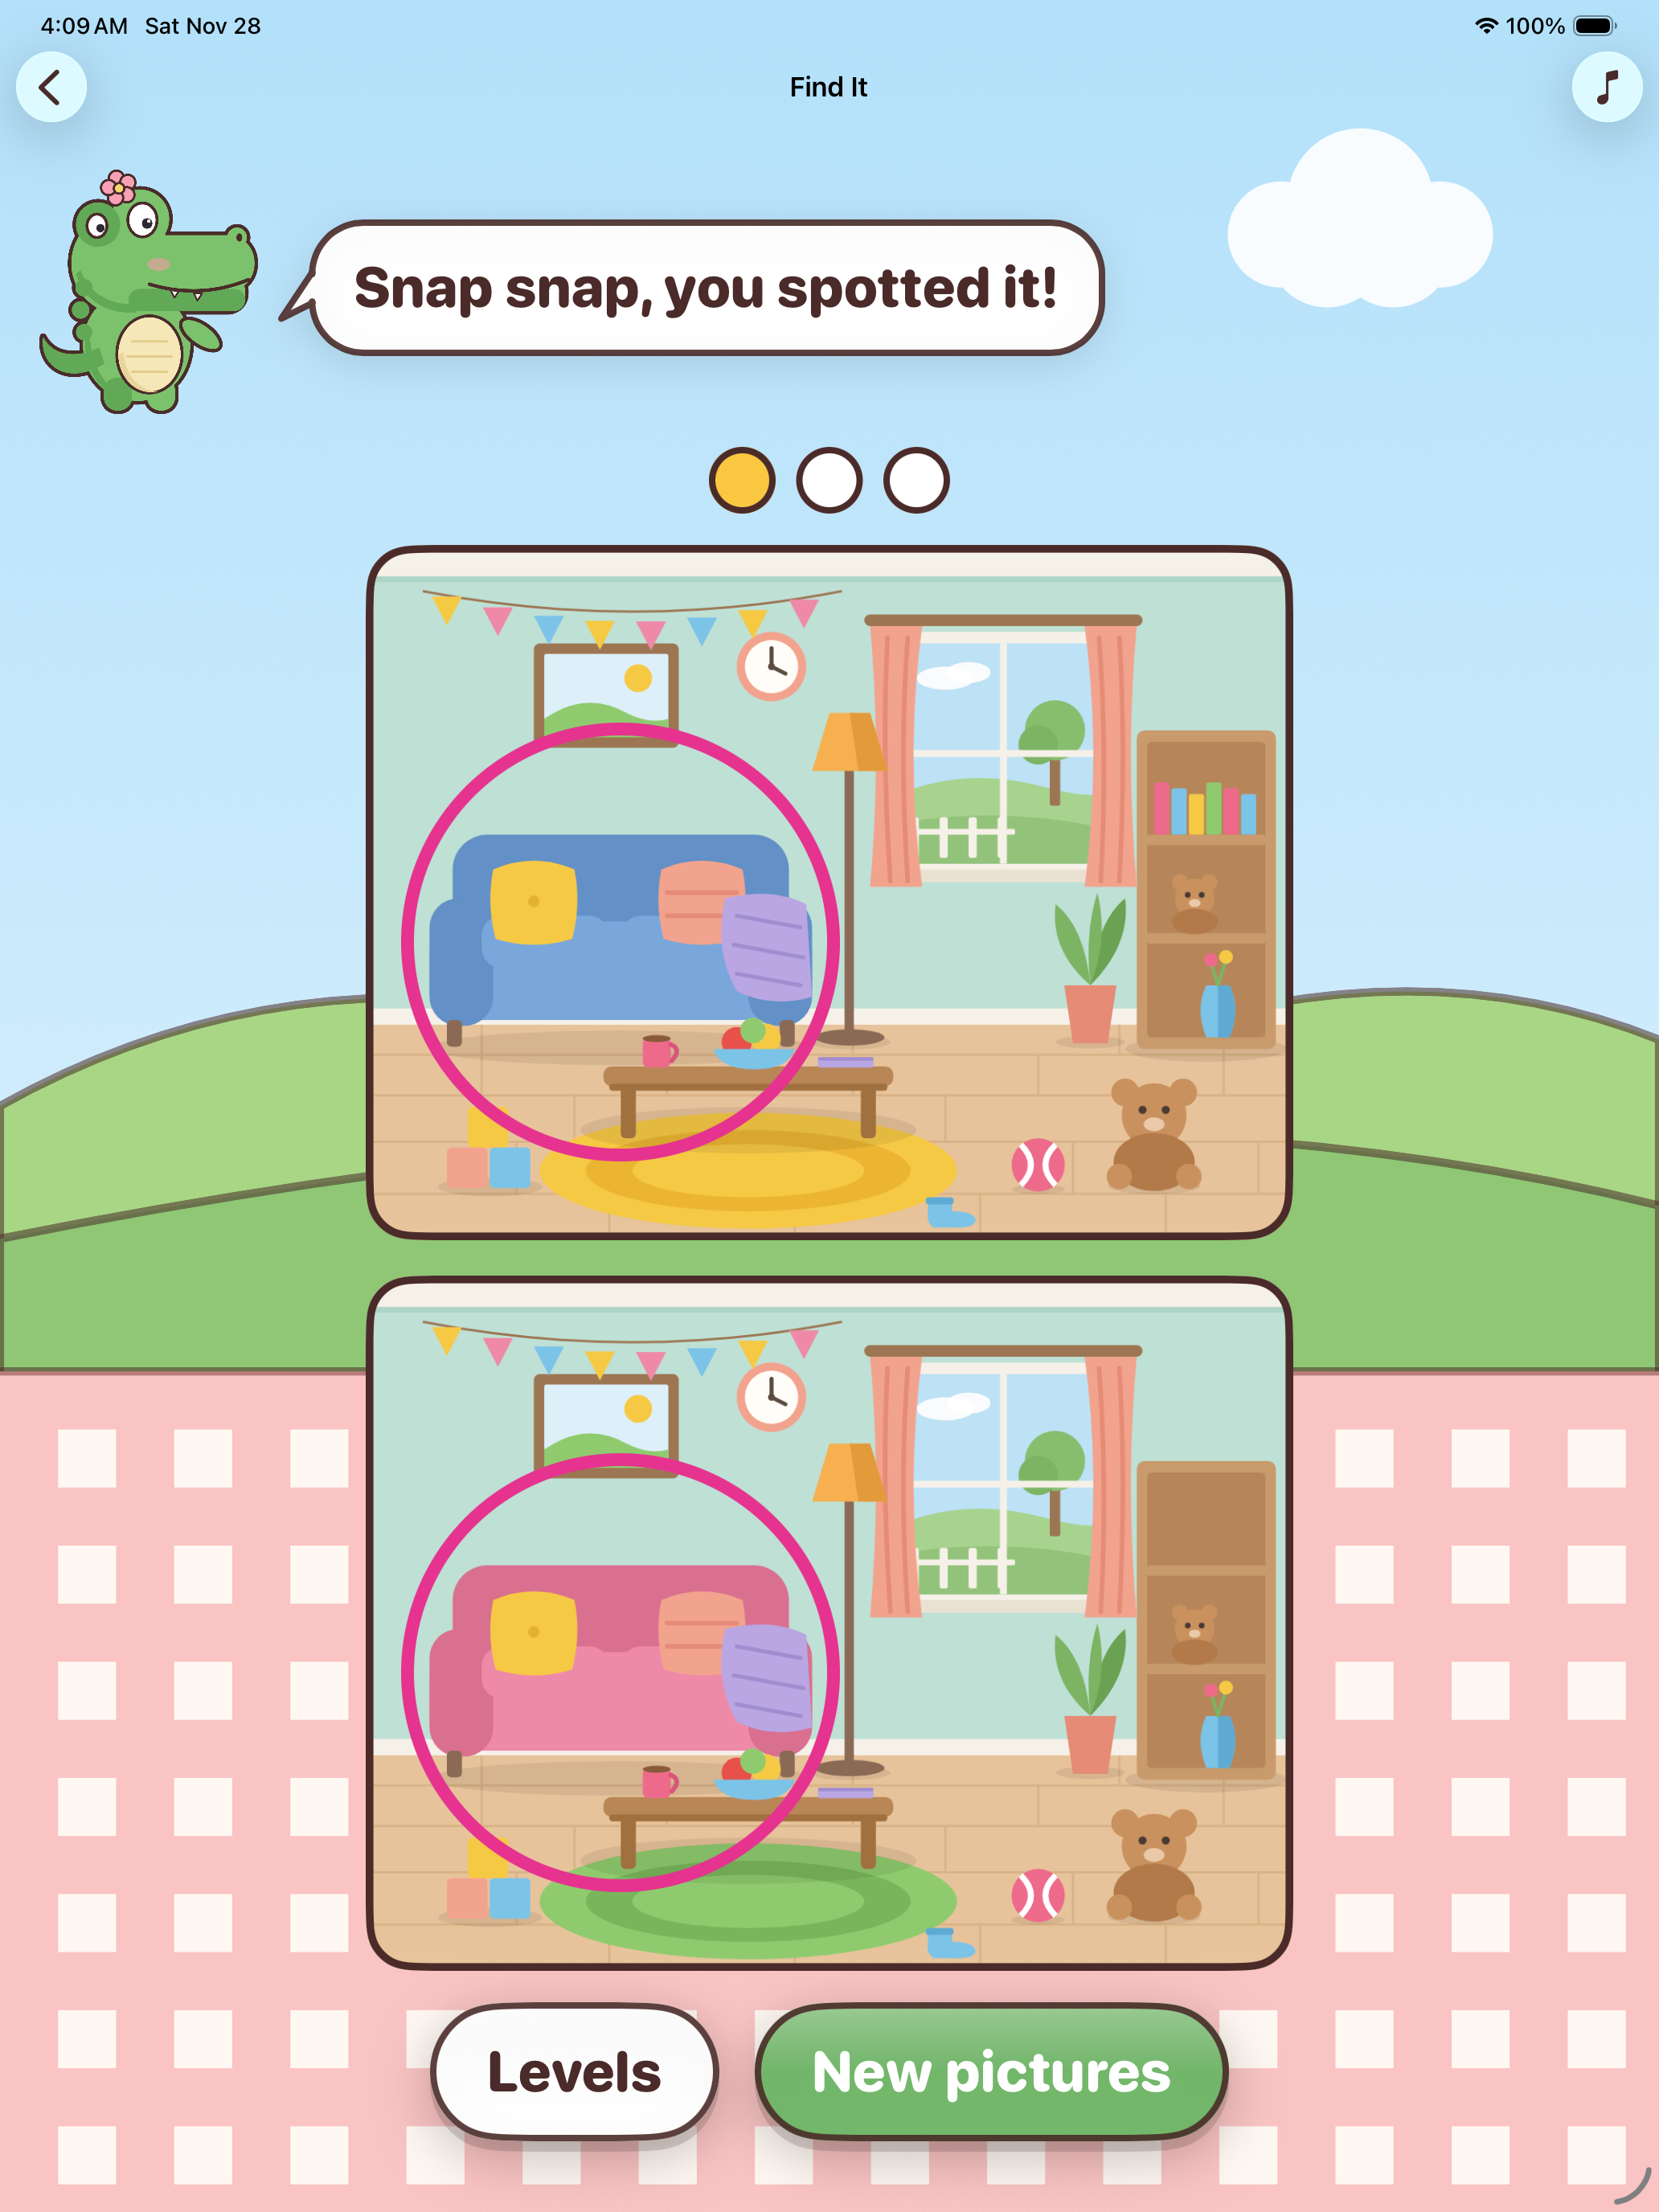 4:09 AM Sat Nov 28
100%
Find It
Snap snap, you spotted it!
Levels
New pictures